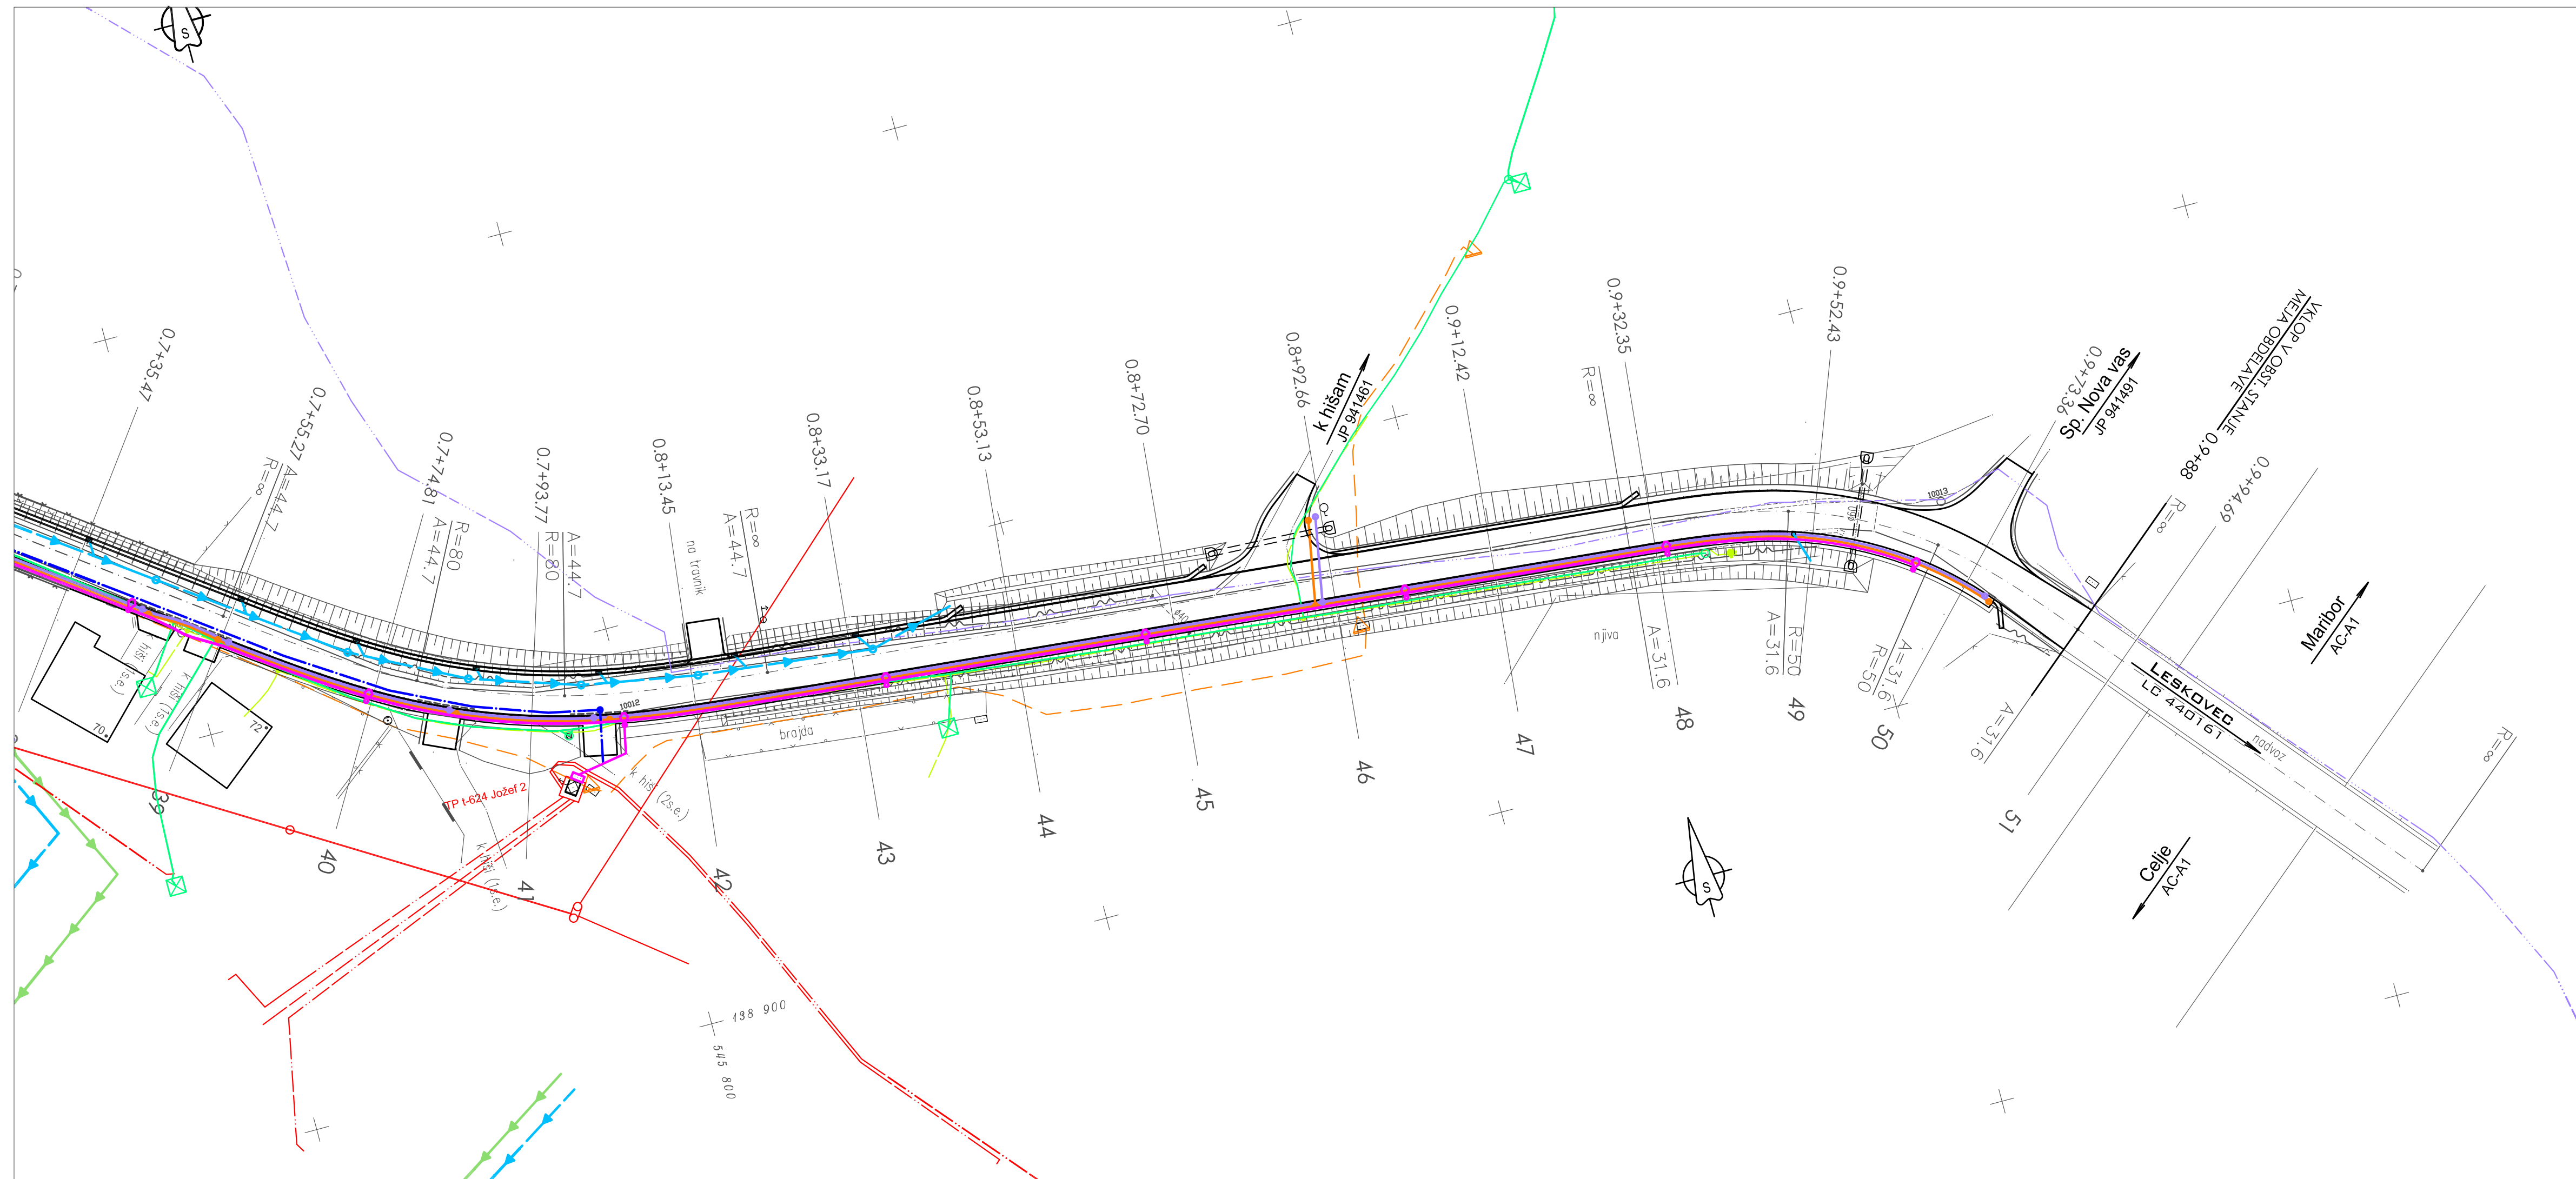 S
0.7+35.47
0.7+55.27
R=∞
A=44.7
0.7+74.81
A=44.7
R=80
0.7+93.77
R=80
A=44.7
0.8+13.45
na travnik
A=44.7
R=∞
0.8+33.17
0.8+53.13
0.8+72.70
0.8+92.66
k hišam
JP 941461
0.9+12.42
R=∞
0.9+32.35
0.9+52.43
0.9+73.36
Sp. Nova vas
JP 941491
VKLOP V OBST. STANJE
MEJA OBDELAVE
0.9+88
R=∞
0.9+94.69
10013
Maribor
AC-A1
LESKOVEC
LC 440161
nadvoz
R=∞
Celje
AC-A1
A=31.6
R=50
A=31.6
R=50
A=31.6
A=31.6
njiva
brajda
10012
k hiši (2s.e.)
k hiši (1s.e.)
k hiši (1s.e.)
hiši (1s.e.)
70
72
TP t-624 Jožef 2
39
40
41
42
43
44
45
46
47
48
49
50
51
S
138 900
545 800